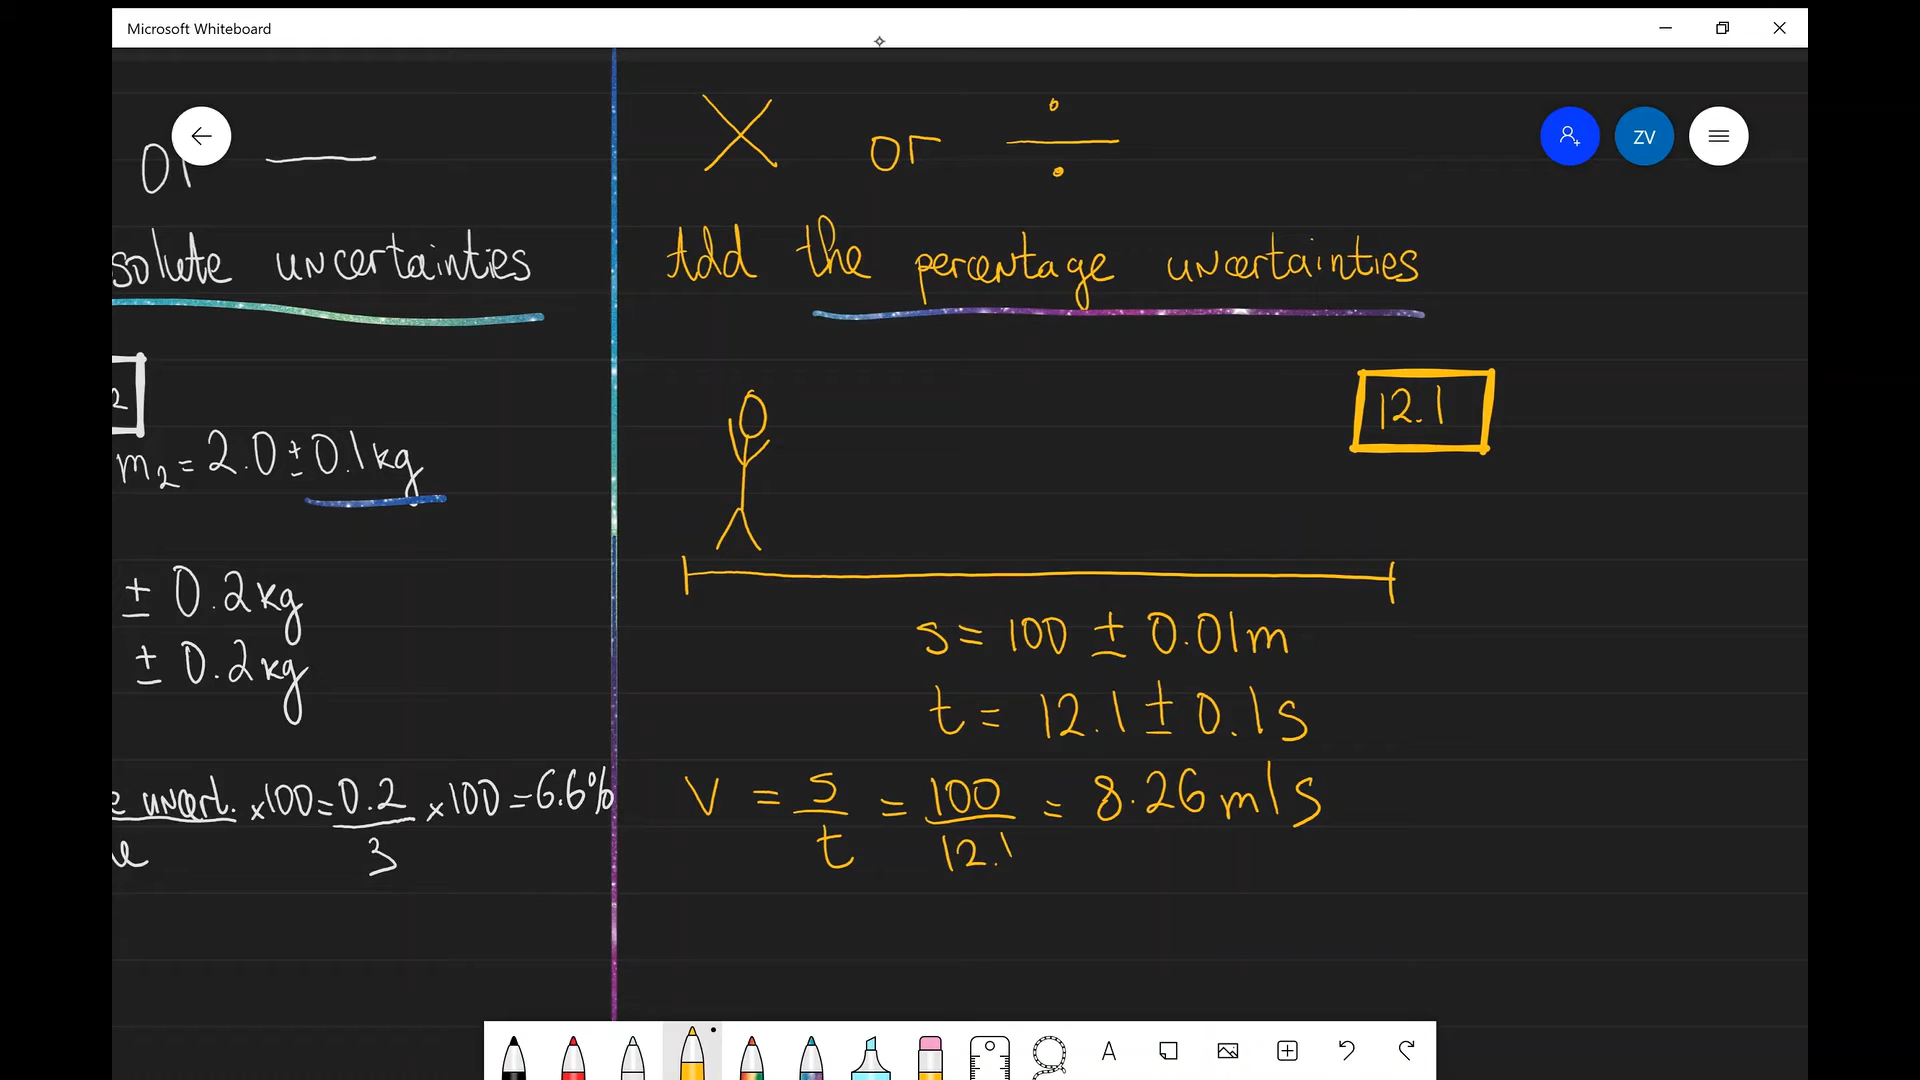 Microsoft Whiteboard
or —
solute uncertainties
2
m₂ = 2.0 ± 0.1 kg
± 0.2 kg
± 0.2 kg
e uncert. ×100 = 0.2/3 ×100 = 6.6%
ZV
× or ÷
Add the percentage uncertainties
12.1
s = 100 ± 0.01m
t = 12.1 ± 0.1s
v = s/t = 100/12.1 = 8.26 m/s